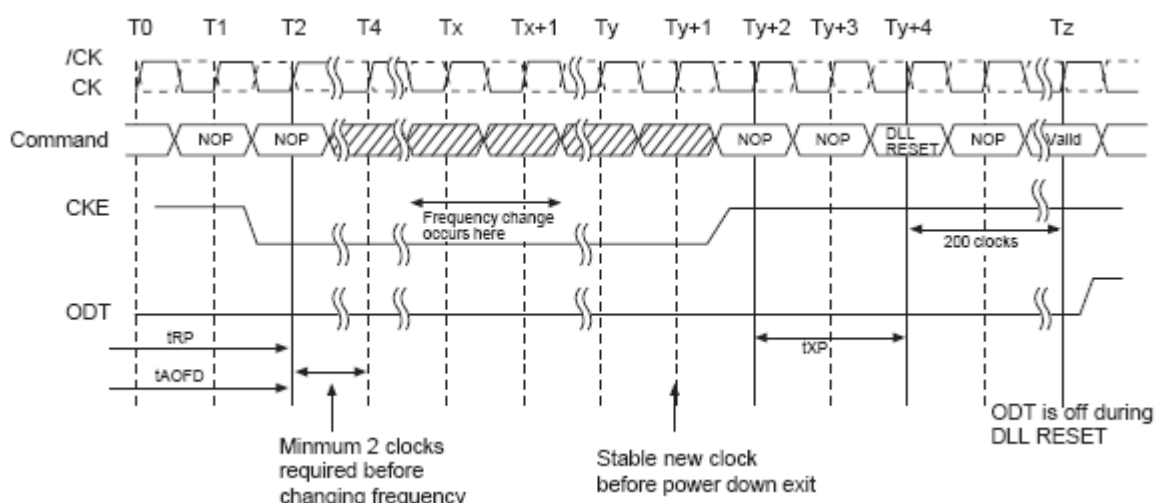 T0 T1 T2 T4 Tx Tx+1 Ty Ty+1 Ty+2 Ty+3 Ty+4 Tz
/CK
CK
Command NOP NOP NOP NOP DLL RESET NOP Valid
CKE
Frequency change
occurs here
200 clocks
ODT
tRP
tXP
tAOFD
ODT is off during
DLL RESET
Minmum 2 clocks
required before
changing frequency
Stable new clock
before power down exit